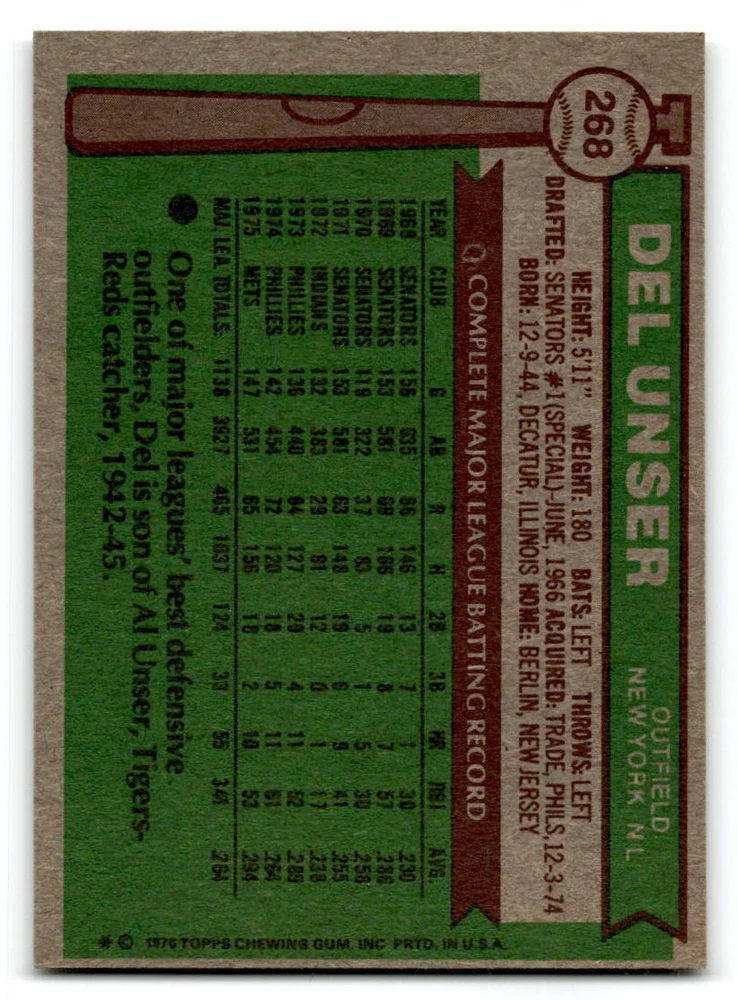 268
DEL UNSER
OUTFIELD
NEW YORK NL
HEIGHT: 5'11" WEIGHT: 180 BATS: LEFT THROWS: LEFT
DRAFTED: SENATORS #1 (SPECIAL)-JUNE, 1966 ACQUIRED: TRADE, PHILS, 12-3-74
BORN: 12-9-44, DECATUR, ILLINOIS HOME: BERLIN, NEW JERSEY
COMPLETE MAJOR LEAGUE BATTING RECORD
YEAR CLUB G AB R H 2B 3B HR RBI AVG.
1968 SENATORS 156 635 66 146 13 7 1 30 .230
1969 SENATORS 153 581 69 166 19 8 7 57 .286
1970 SENATORS 119 322 37 83 5 1 5 30 .258
1971 SENATORS 153 581 63 148 19 6 9 41 .255
1972 INDIANS 132 383 29 91 12 0 1 17 .238
1973 PHILLIES 136 440 64 127 20 4 11 52 .289
1974 PHILLIES 142 454 72 120 18 5 11 61 .264
1975 METS 147 531 65 156 18 2 10 53 .294
MAJ. LEA. TOTALS: 1138 3927 465 1037 124 33 55 341 .264
● One of major leagues' best defensive
outfielders, Del is son of Al Unser, Tigers-
Reds catcher, 1942-45.
* © 1976 TOPPS CHEWING GUM, INC PRTD. IN U.S.A.